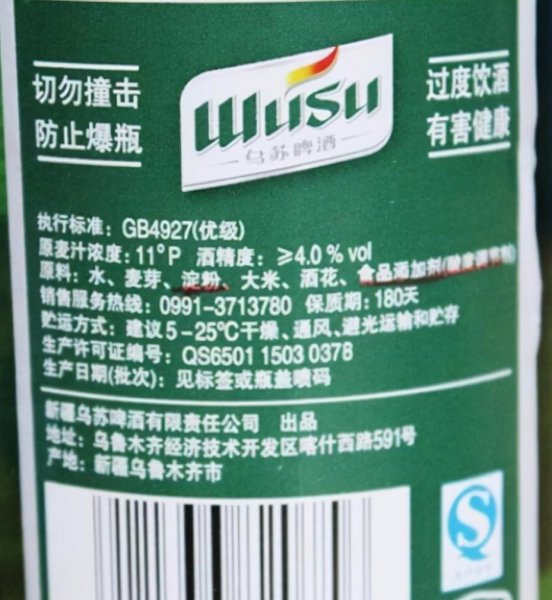 切勿撞击
防止爆瓶
wusu
乌苏啤酒
过度饮酒
有害健康
执行标准：GB4927(优级)
原麦汁浓度：11°P 酒精度：≥4.0 % vol
原料：水、麦芽、淀粉、大米、酒花、食品添加剂(酸度调节剂)
销售服务热线：0991-3713780 保质期：180天
贮运方式：建议5-25℃干燥、通风、避光运输和贮存
生产许可证编号：QS6501 1503 0378
生产日期(批次)：见标签或瓶盖喷码
新疆乌苏啤酒有限责任公司 出品
地址：乌鲁木齐经济技术开发区喀什西路591号
产地：新疆乌鲁木齐市